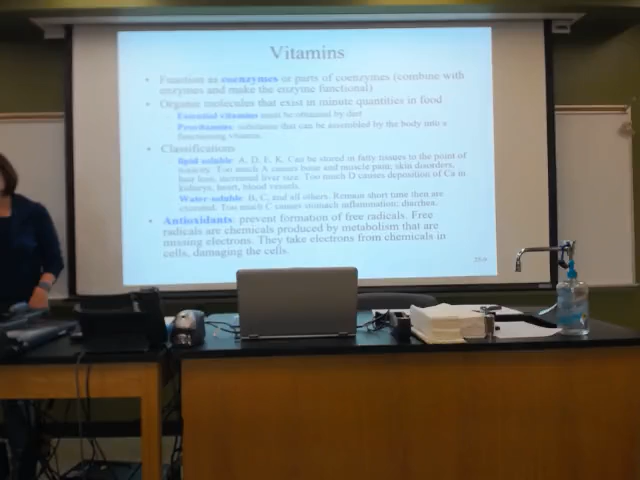 Vitamins
• Function as coenzymes or parts of coenzymes (combine with
enzymes and make the enzyme functional)
• Organic molecules that exist in minute quantities in food
– Essential vitamins must be obtained by diet
– Provitamins: substance that can be assembled by the body into a
functioning vitamin
• Classifications
– lipid soluble: A, D, E, K. Can be stored in fatty tissues to the point of
toxicity. Too much A causes bone and muscle pain, skin disorders,
hair loss, increased liver size. Too much D causes deposition of Ca in
kidneys, heart, blood vessels.
– Water soluble: B, C, and all others. Remain short time then are
excreted. Too much C causes stomach inflammation; diarrhea.
• Antioxidants: prevent formation of free radicals. Free
radicals are chemicals produced by metabolism that are
missing electrons. They take electrons from chemicals in
cells, damaging the cells.